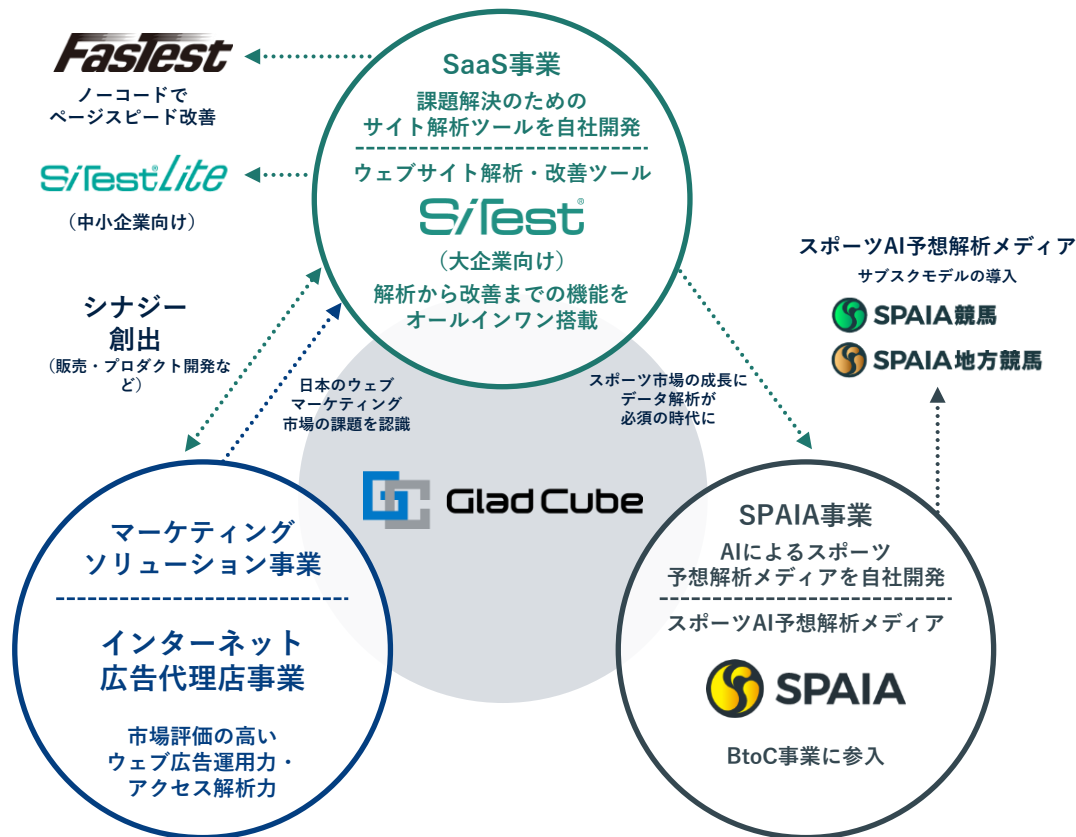 FasTest
ノーコードで
ページスピード改善
SiTest® Lite
（中小企業向け）
SaaS事業
課題解決のための
サイト解析ツールを自社開発
ウェブサイト解析・改善ツール
SiTest®
（大企業向け）
解析から改善までの機能を
オールインワン搭載
シナジー
創出
（販売・プロダクト開発な
ど）
日本のウェブ
マーケティング
市場の課題を認識
スポーツ市場の成長に
データ解析が
必須の時代に
スポーツAI予想解析メディア
サブスクモデルの導入
SPAIA競馬
SPAIA地方競馬
Glad Cube
マーケティング
ソリューション事業
インターネット
広告代理店事業
市場評価の高い
ウェブ広告運用力・
アクセス解析力
SPAIA事業
AIによるスポーツ
予想解析メディアを自社開発
スポーツAI予想解析メディア
SPAIA
BtoC事業に参入